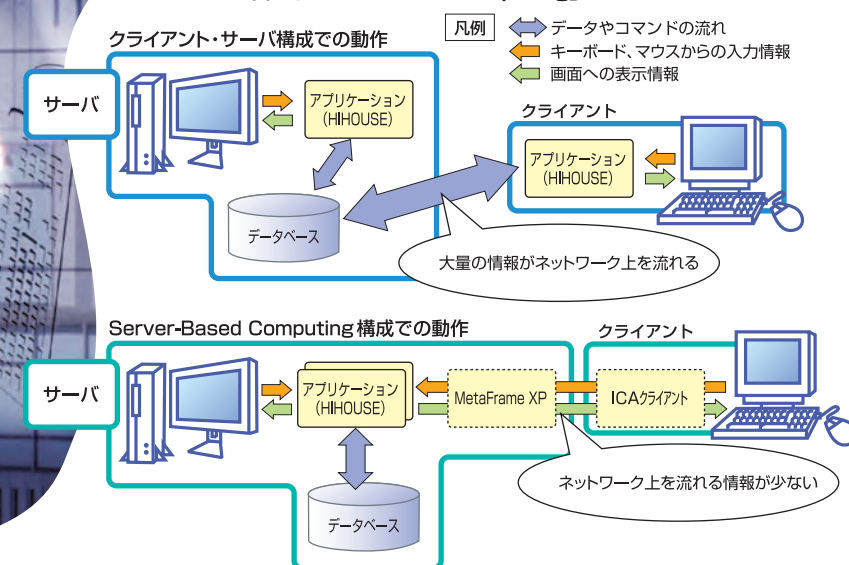 凡例
データやコマンドの流れ
キーボード、マウスからの入力情報
画面への表示情報
クライアント・サーバ構成での動作
サーバ
アプリケーション
(HIHOUSE)
データベース
クライアント
アプリケーション
(HIHOUSE)
大量の情報がネットワーク上を流れる
Server-Based Computing構成での動作
サーバ
アプリケーション
(HIHOUSE)
MetaFrame XP
データベース
クライアント
ICAクライアント
ネットワーク上を流れる情報が少ない